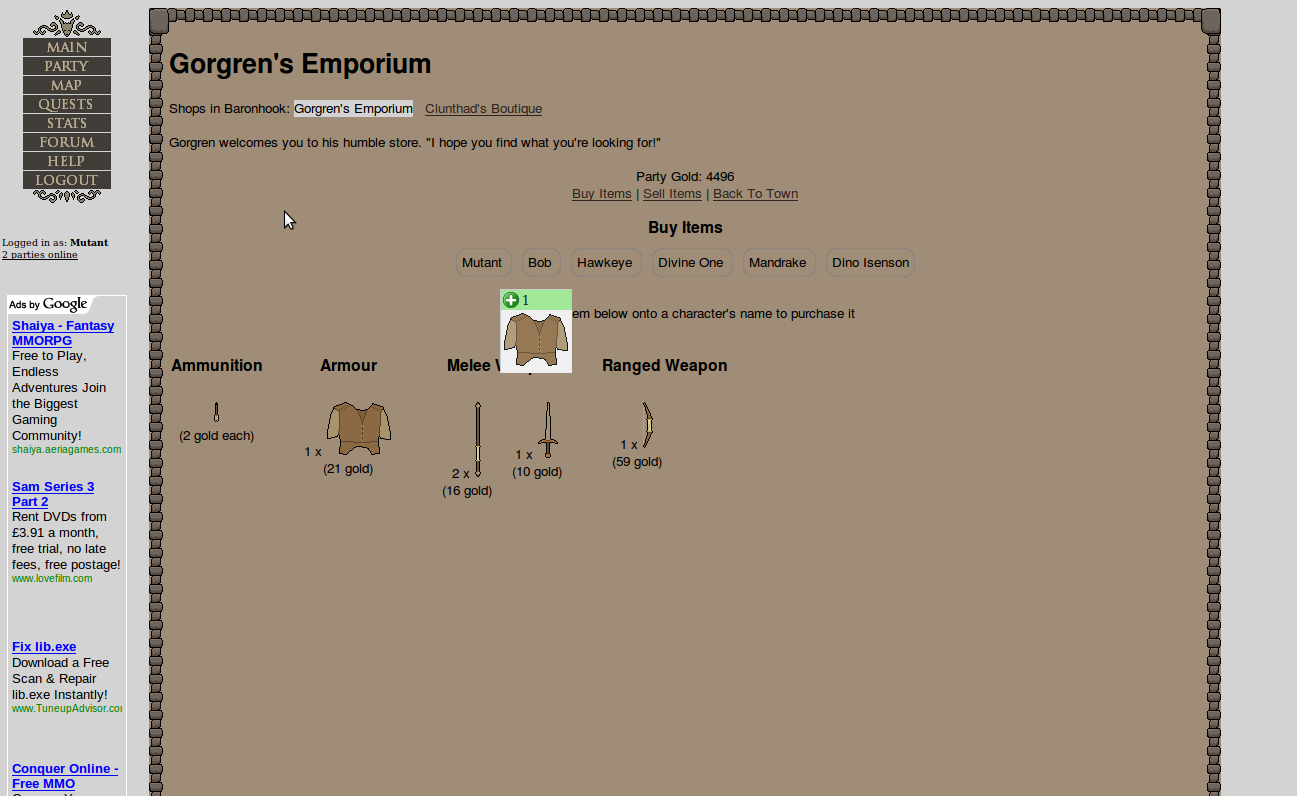 MAIN
PARTY
MAP
QUESTS
STATS
FORUM
HELP
LOGOUT
Logged in as: Mutant
2 parties online
Ads by Google
Shaiya - Fantasy
MMORPG
Free to Play,
Endless
Adventures Join
the Biggest
Gaming
Community!
shaiya.aeriagames.com
Sam Series 3
Part 2
Rent DVDs from
£3.91 a month,
free trial, no late
fees, free postage!
www.lovefilm.com
Fix lib.exe
Download a Free
Scan & Repair
lib.exe Instantly!
www.TuneupAdvisor.co
Conquer Online -
Free MMO
Gorgren's Emporium
Shops in Baronhook: Gorgren's Emporium Clunthad's Boutique
Gorgren welcomes you to his humble store. "I hope you find what you're looking for!"
Party Gold: 4496
Buy Items | Sell Items | Back To Town
Buy Items
Mutant Bob Hawkeye Divine One Mandrake Dino Isenson
1
em below onto a character's name to purchase it
Ammunition Armour Melee Ranged Weapon
(2 gold each)
1 x
(21 gold)
2 x
(16 gold)
1 x
(10 gold)
1 x
(59 gold)